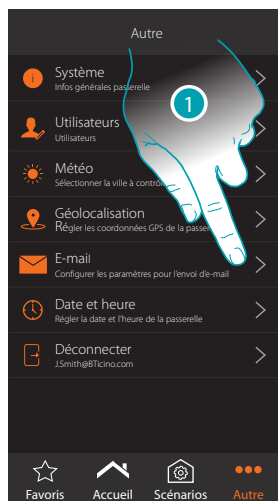 Autre
Système
Infos générales passerelle
1
Utilisateurs
Utilisateurs
Météo
Sélectionner la ville à
Géolocalisation
Régler les coordonnées GPS de la
E-mail
Configurer les paramètres pour l'envoi d'e-mail
Date et heure
Régler la date et l'heure de la passerelle
Déconnecter
J.Smith@BTicino.com
Favoris Accueil Scénarios Autre